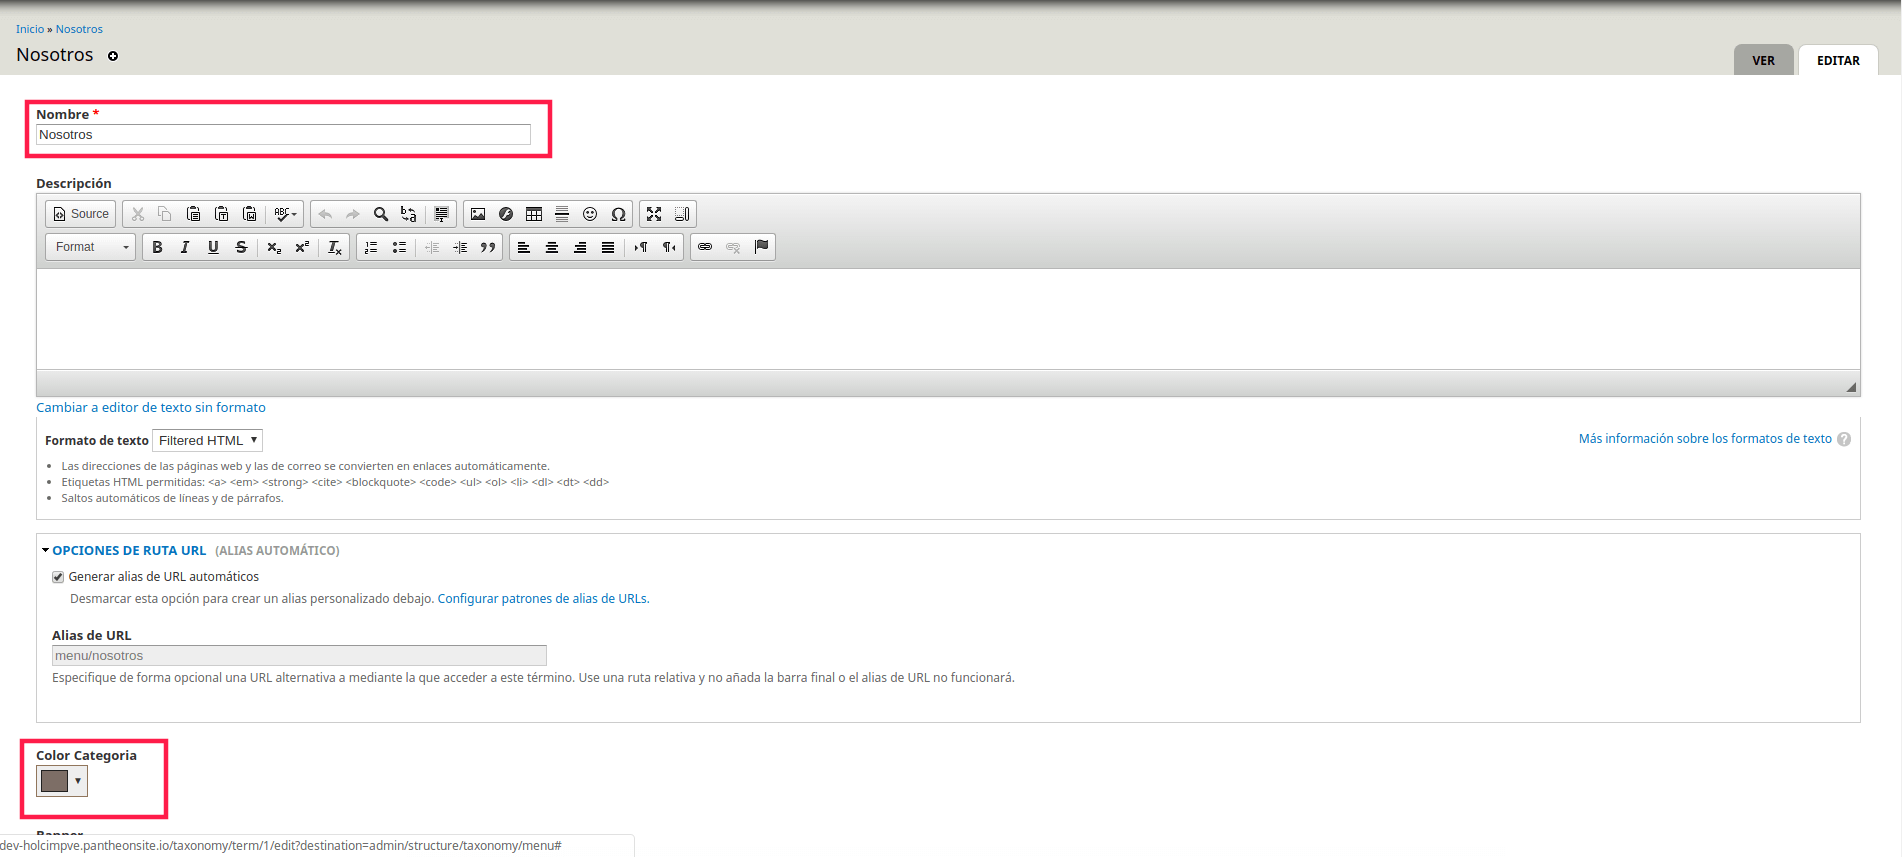 Inicio » Nosotros
Nosotros
VER
EDITAR
Nombre *
Nosotros
Descripción
Source
Format
Cambiar a editor de texto sin formato
Formato de texto Filtered HTML
Más información sobre los formatos de texto
Las direcciones de las páginas web y las de correo se convierten en enlaces automáticamente.
Etiquetas HTML permitidas: <a> <em> <strong> <cite> <blockquote> <code> <ul> <ol> <li> <dl> <dt> <dd>
Saltos automáticos de líneas y de párrafos.
OPCIONES DE RUTA URL (ALIAS AUTOMÁTICO)
Generar alias de URL automáticos
Desmarcar esta opción para crear un alias personalizado debajo. Configurar patrones de alias de URLs.
Alias de URL
menu/nosotros
Especifique de forma opcional una URL alternativa a mediante la que acceder a este término. Use una ruta relativa y no añada la barra final o el alias de URL no funcionará.
Color Categoria
Banner
dev-holcimpve.pantheonsite.io/taxonomy/term/1/edit?destination=admin/structure/taxonomy/menu#